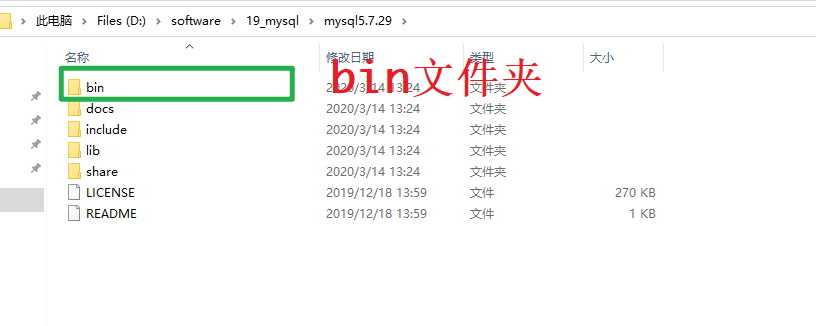 此电脑 > Files (D:) > software > 19_mysql > mysql5.7.29 >
名称 修改日期 类型 大小
bin 2020/3/14 13:24 文件夹
bin文件夹
docs 2020/3/14 13:24 文件夹
include 2020/3/14 13:24 文件夹
lib 2020/3/14 13:24 文件夹
share 2020/3/14 13:24 文件夹
LICENSE 2019/12/18 13:59 文件 270 KB
README 2019/12/18 13:59 文件 1 KB